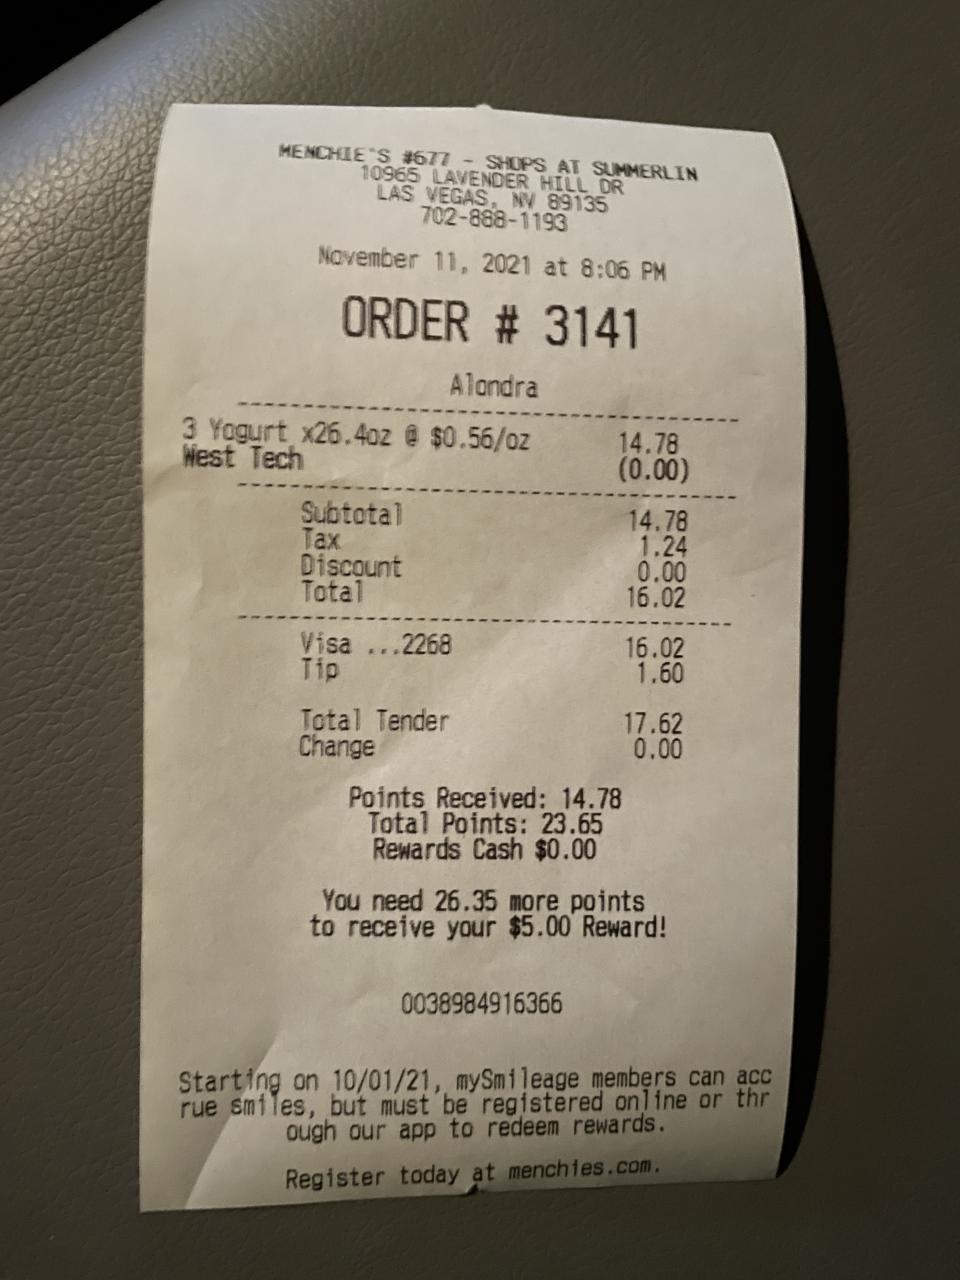 MENCHIE'S #677 - SHOPS AT SUMMERLIN
10965 LAVENDER HILL DR
LAS VEGAS, NV 89135
702-888-1193
November 11, 2021 at 8:06 PM
ORDER # 3141
Alondra
3 Yogurt x26.4oz @ $0.56/oz 14.78
West Tech (0.00)
Subtotal 14.78
Tax 1.24
Discount 0.00
Total 16.02
Visa ...2268 16.02
Tip 1.60
Total Tender 17.62
Change 0.00
Points Received: 14.78
Total Points: 23.65
Rewards Cash $0.00
You need 26.35 more points
to receive your $5.00 Reward!
0038984916366
Starting on 10/01/21, mySmileage members can acc
rue smiles, but must be registered online or thr
ough our app to redeem rewards.
Register today at menchies.com.